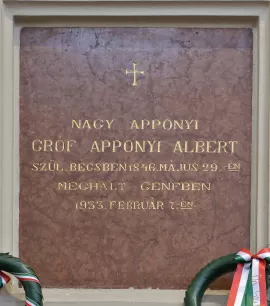 NAGY APPONYI
GRÓF APPONYI ALBERT
SZÜL. BÉCSBEN 1846. MÁJUS 29.-ÉN
MEGHALT GENFBEN
1933. FEBRUÁR 7.-ÉN